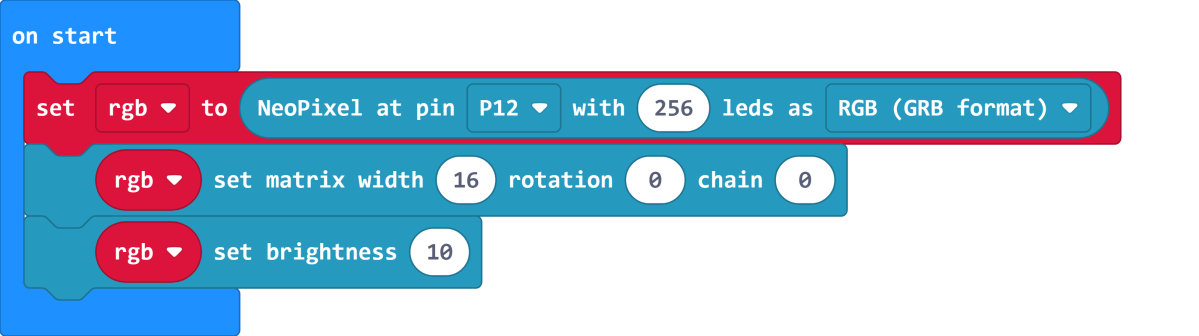 on start
set rgb to NeoPixel at pin P12 with 256 leds as RGB (GRB format)
rgb set matrix width 16 rotation 0 chain 0
rgb set brightness 10